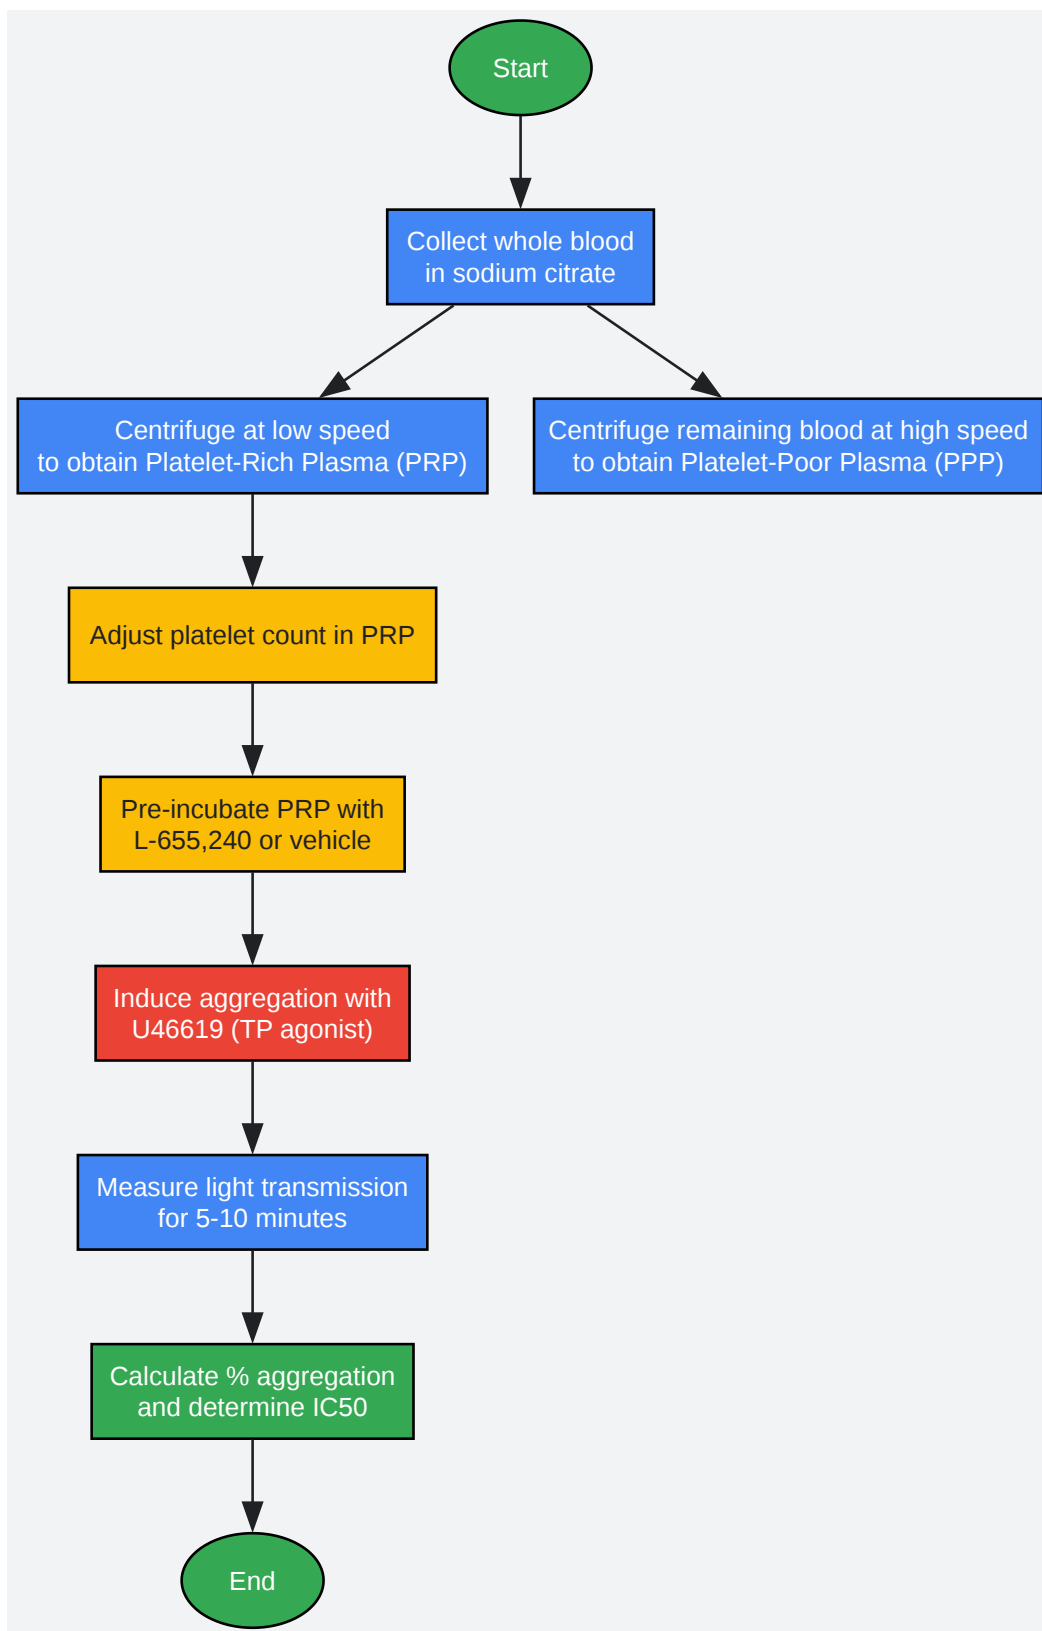 Start
Collect whole blood
in sodium citrate
Centrifuge at low speed
to obtain Platelet-Rich Plasma (PRP)
Centrifuge remaining blood at high speed
to obtain Platelet-Poor Plasma (PPP)
Adjust platelet count in PRP
Pre-incubate PRP with
L-655,240 or vehicle
Induce aggregation with
U46619 (TP agonist)
Measure light transmission
for 5-10 minutes
Calculate % aggregation
and determine IC50
End